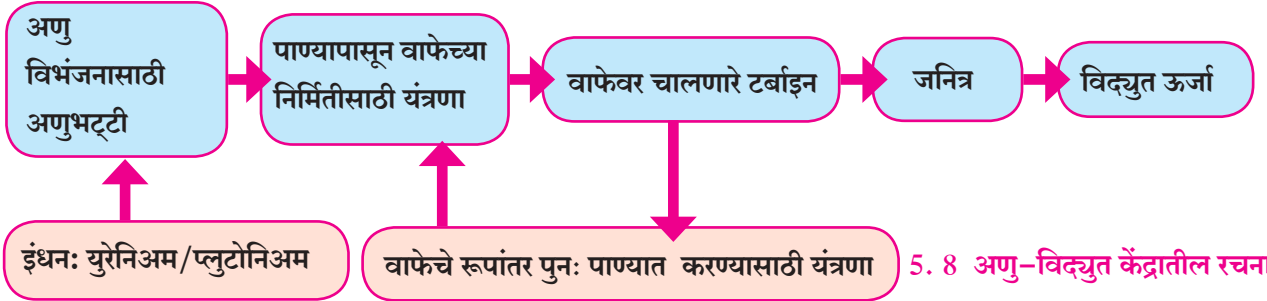 अणु
विभंजनासाठी
अणुभट्टी
पाण्यापासून वाफेच्या
निर्मितीसाठी यंत्रणा
वाफेवर चालणारे टर्बाइन
जनित्र
विद्युत ऊर्जा
इंधन: युरेनिअम/प्लुटोनिअम
वाफेचे रूपांतर पुनः पाण्यात करण्यासाठी यंत्रणा
5. 8 अणु-विद्युत केंद्रातील रचना